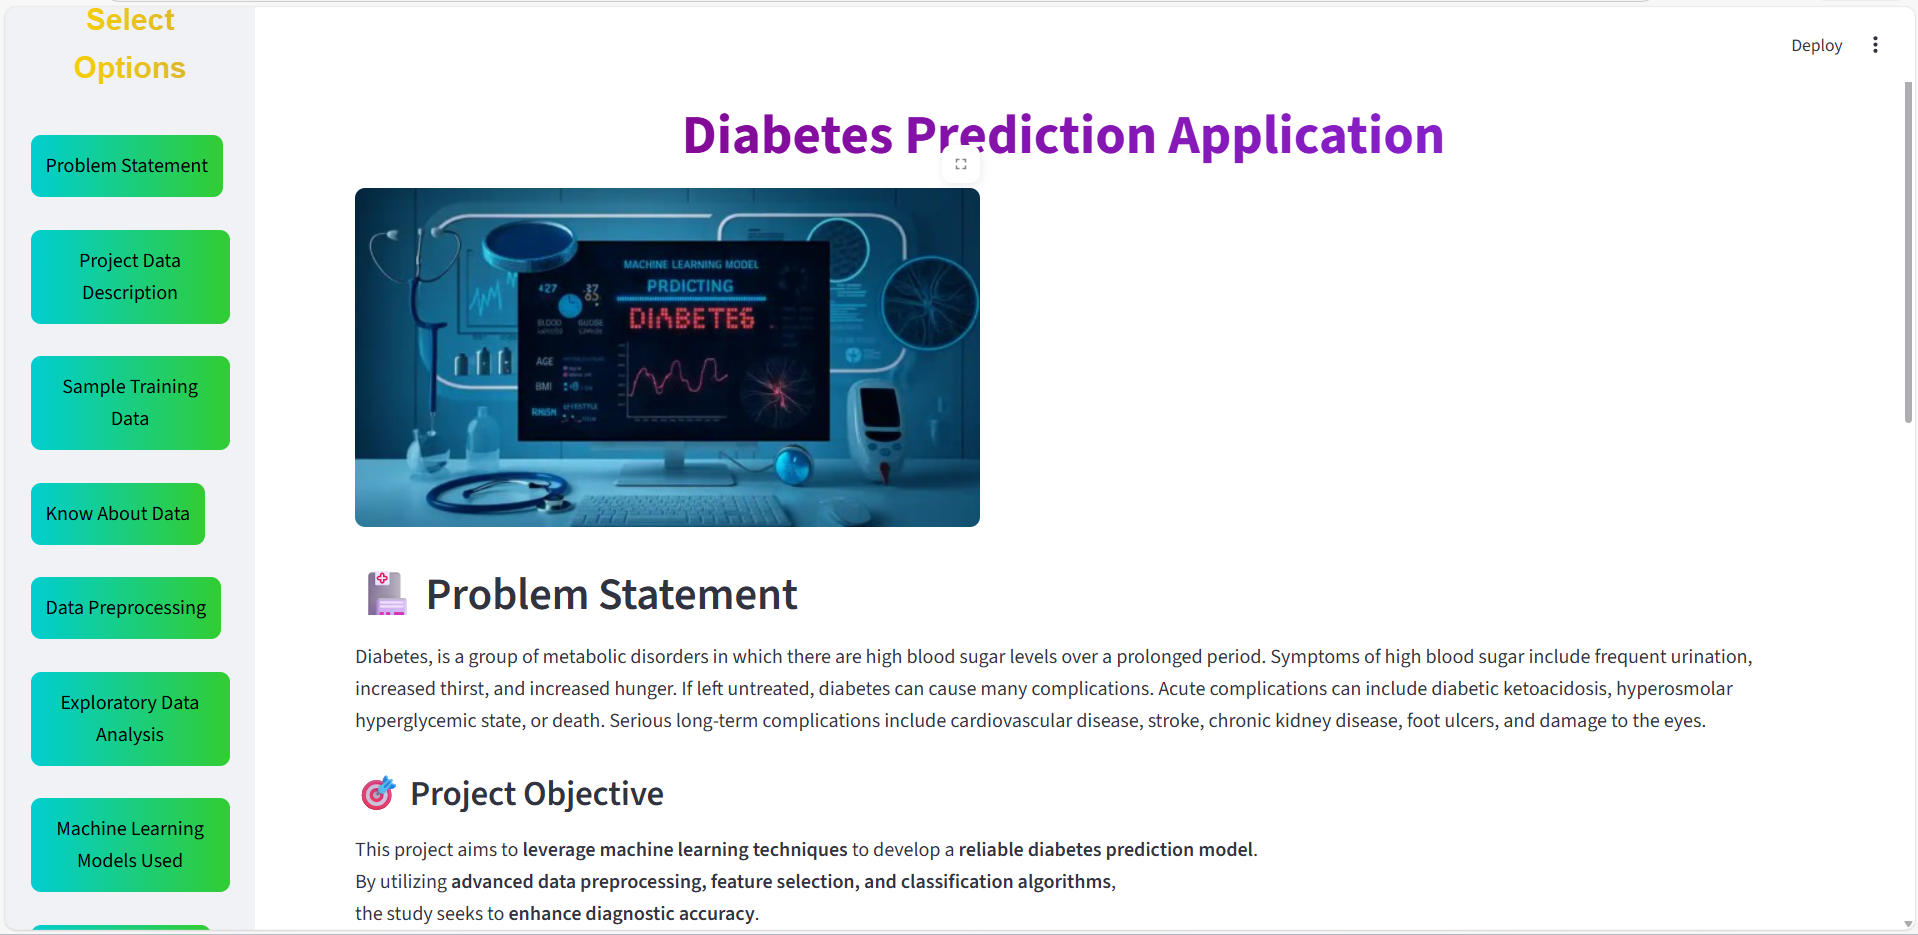 Select
Options
Problem Statement
Project Data
Description
Sample Training
Data
Know About Data
Data Preprocessing
Exploratory Data
Analysis
Machine Learning
Models Used
Deploy
Diabetes Prediction Application
MACHINE LEARNING MODEL
PRDICTING
DIABETES
AGE
BMI
Problem Statement
Diabetes, is a group of metabolic disorders in which there are high blood sugar levels over a prolonged period. Symptoms of high blood sugar include frequent urination,
increased thirst, and increased hunger. If left untreated, diabetes can cause many complications. Acute complications can include diabetic ketoacidosis, hyperosmolar
hyperglycemic state, or death. Serious long-term complications include cardiovascular disease, stroke, chronic kidney disease, foot ulcers, and damage to the eyes.
Project Objective
This project aims to leverage machine learning techniques to develop a reliable diabetes prediction model.
By utilizing advanced data preprocessing, feature selection, and classification algorithms,
the study seeks to enhance diagnostic accuracy.